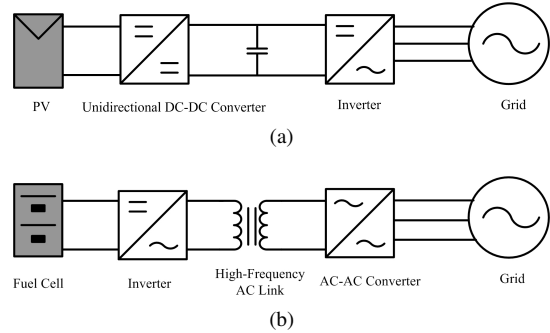 PV
Unidirectional DC-DC Converter
Inverter
Grid
(a)
Fuel Cell
Inverter
High-Frequency
AC Link
AC-AC Converter
Grid
(b)